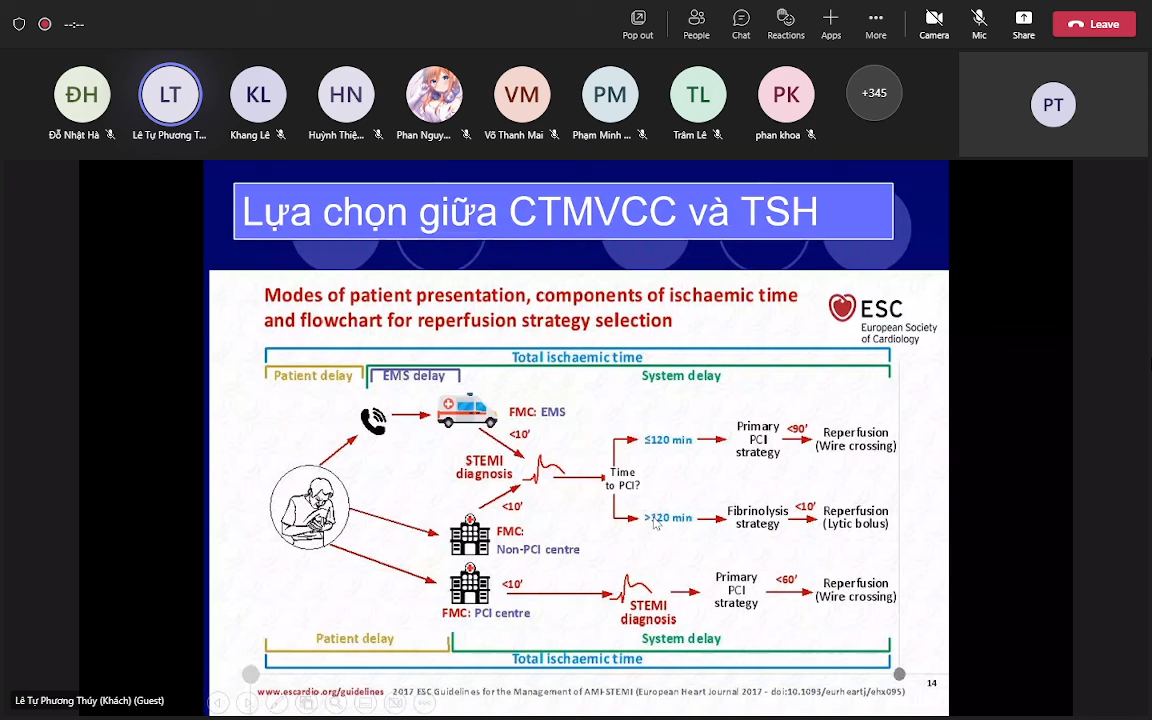 --:--
Pop out
People
Chat
Reactions
Apps
More
Camera
Mic
Share
Leave
ĐH
LT
KL
HN
VM
PM
TL
PK
+345
PT
Đỗ Nhật Hà
Lê Tự Phương T...
Khang Lê
Huỳnh Thiệ...
Phan Nguy...
Võ Thanh Mai
Phạm Minh ...
Trâm Lê
phan khoa
Lựa chọn giữa CTMVCC và TSH
Modes of patient presentation, components of ischaemic time
and flowchart for reperfusion strategy selection
ESC
European Society
of Cardiology
Total ischaemic time
Patient delay
EMS delay
System delay
FMC: EMS
<10'
STEMI
diagnosis
<10'
FMC:
Non-PCI centre
Time
to PCI?
≤120 min
Primary
PCI
strategy
<90'
Reperfusion
(Wire crossing)
>120 min
Fibrinolysis
strategy
<10'
Reperfusion
(Lytic bolus)
<10'
FMC: PCI centre
STEMI
diagnosis
Primary
PCI
strategy
<60'
Reperfusion
(Wire crossing)
Patient delay
System delay
Total ischaemic time
www.escardio.org/guidelines 2017 ESC Guidelines for the Management of AMI-STEMI (European Heart Journal 2017 - doi:10.1093/eurheartj/ehx095)
14
Lê Tự Phương Thúy (Khách) (Guest)